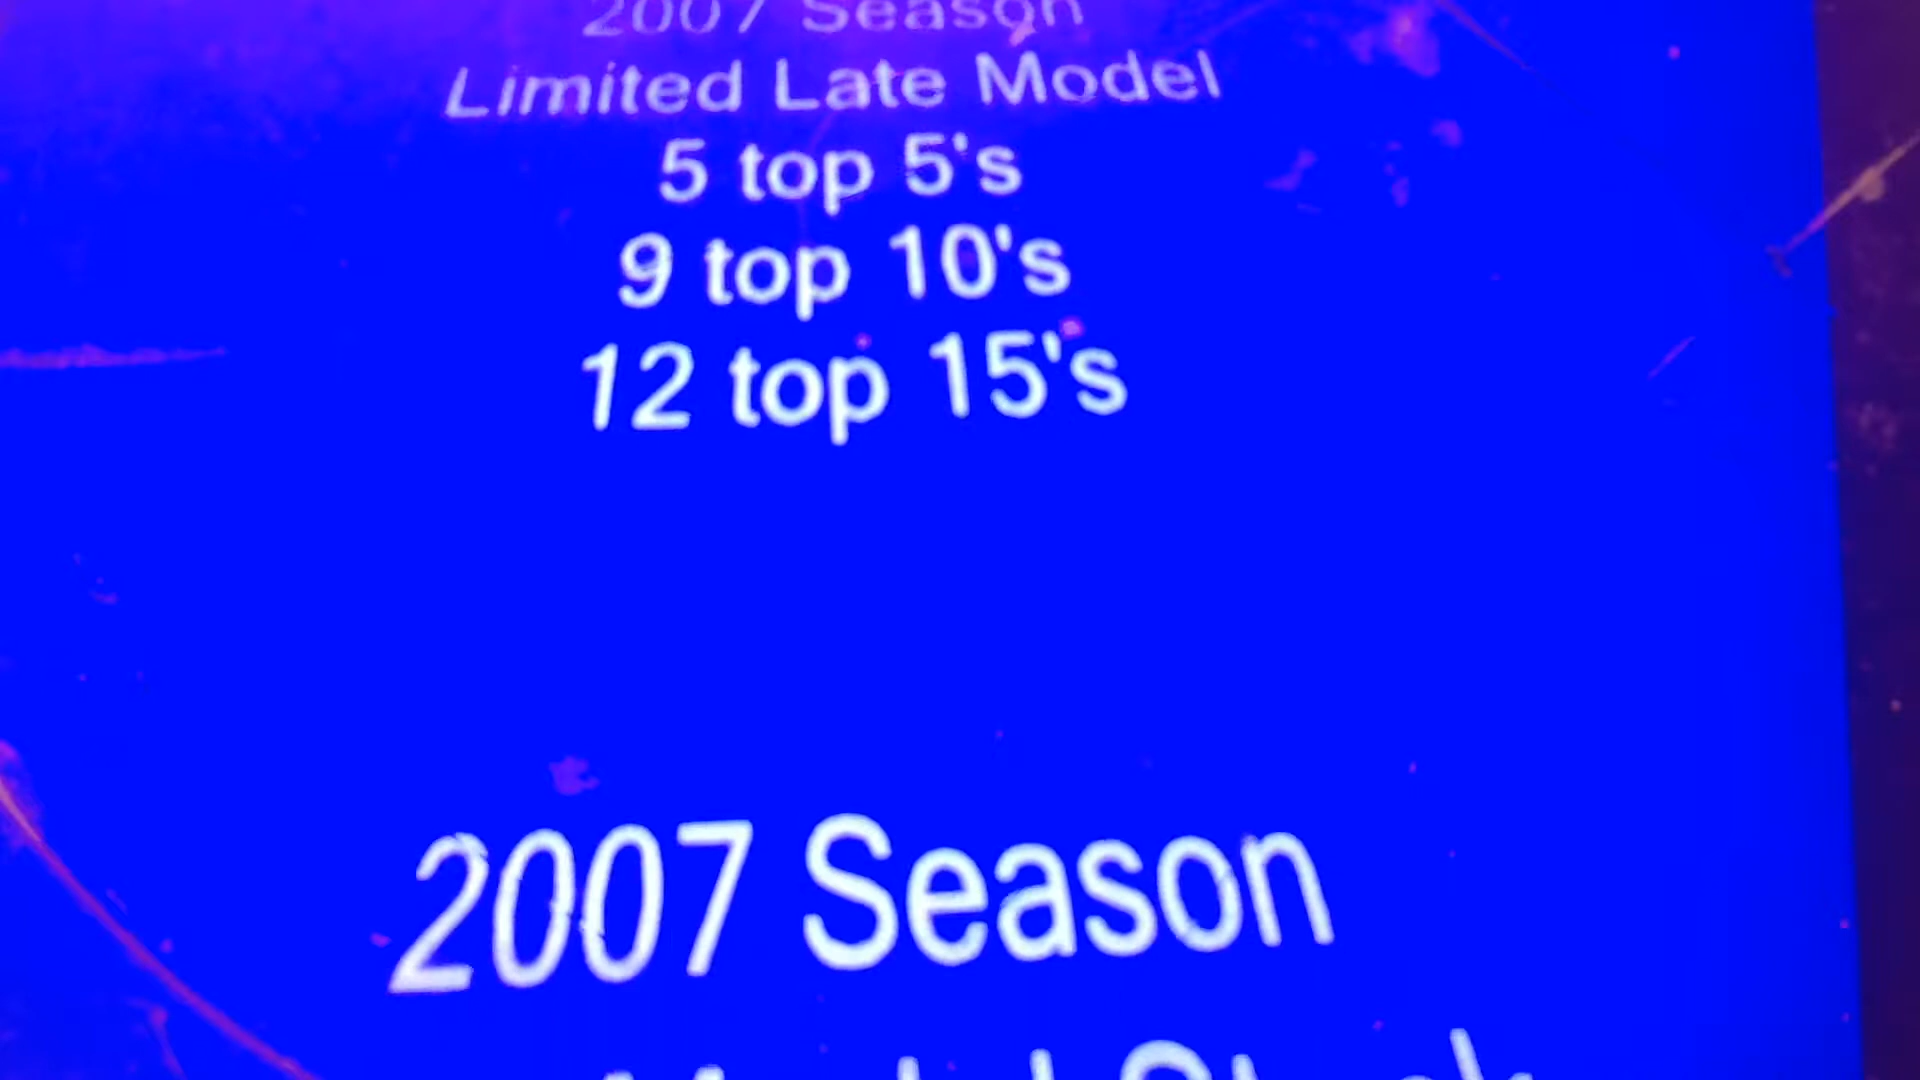 2007 Season
Limited Late Model
5 top 5's
9 top 10's
12 top 15's
2007 Season